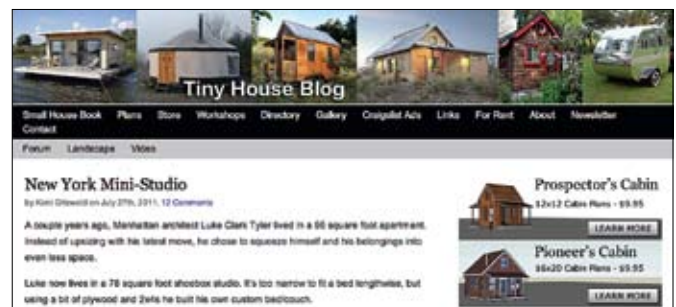 Tiny House Blog
Small House Book Plans Store Workshops Directory Gallery Craigslist Ads Links For Rent About Newsletter
Contact
Forum Landscape Video
New York Mini-Studio
by Kent Griswold on July 27th, 2011. 12 Comments
A couple years ago, Manhattan architect Luke Clark Tyler lived in a 96 square foot apartment.
Instead of upsizing with his latest move, he chose to squeeze himself and his belongings into
even less space.
Luke now lives in a 78 square foot shoebox studio. It's too narrow to fit a bed lengthwise, but
using a bit of plywood and 2x4s he built his own custom bed/couch.
Prospector's Cabin
12x12 Cabin Plans - $9.95
LEARN MORE
Pioneer's Cabin
16x20 Cabin Plans - $9.95
LEARN MORE